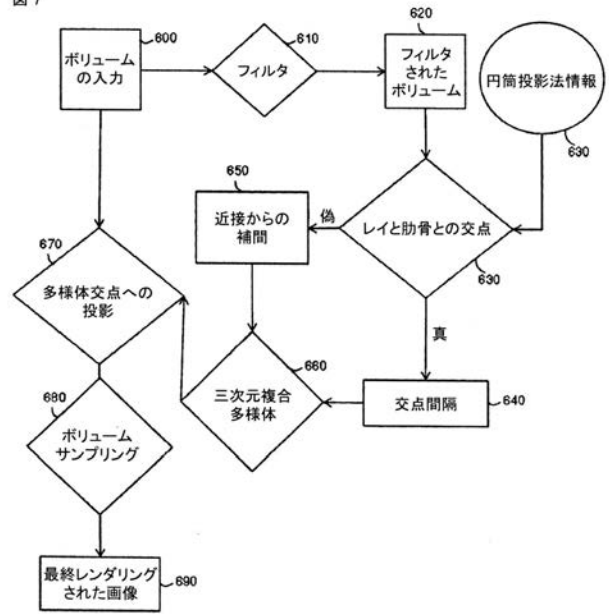 図7
ボリューム
の入力
600
フィルタ
610
フィルタ
された
ボリューム
620
円筒投影法情報
630
レイと肋骨との交点
630
偽
真
近接からの
補間
650
交点間隔
640
三次元複合
多様体
660
多様体交点への
投影
670
ボリューム
サンプリング
680
最終レンダリング
された画像
690